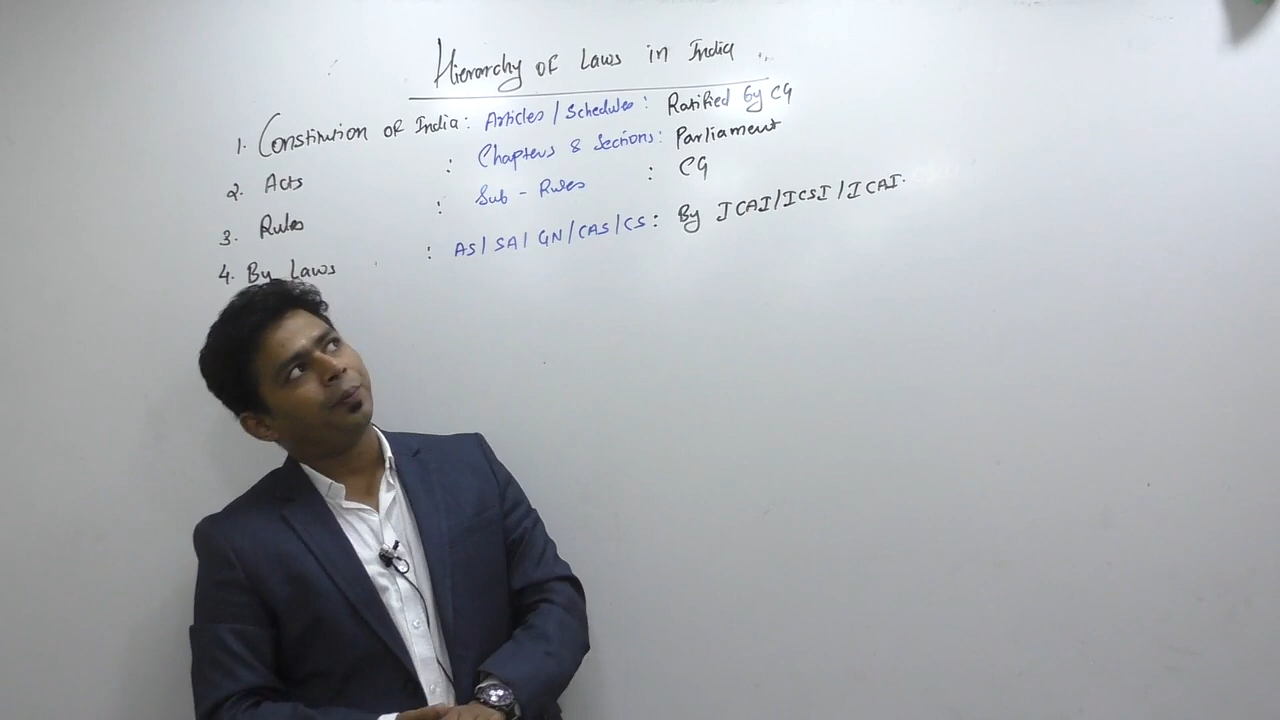 Hierarchy of Laws in India
1. Constitution of India : Articles / Schedules : Ratified by CG
2. Acts : Chapters & Sections : Parliament
3. Rules : Sub - Rules : CG
4. By Laws : AS / SA / GN / CAS / CS : By ICAI / ICSI / ICAI.